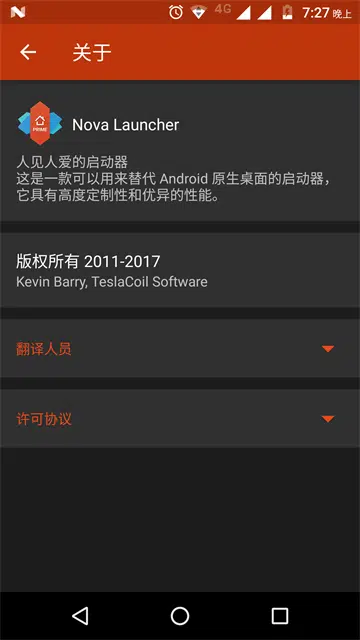 4G
7:27 晚上
关于
PRIME
Nova Launcher
人见人爱的启动器
这是一款可以用来替代 Android 原生桌面的启动器，
它具有高度定制性和优异的性能。
版权所有 2011-2017
Kevin Barry, TeslaCoil Software
翻译人员
许可协议